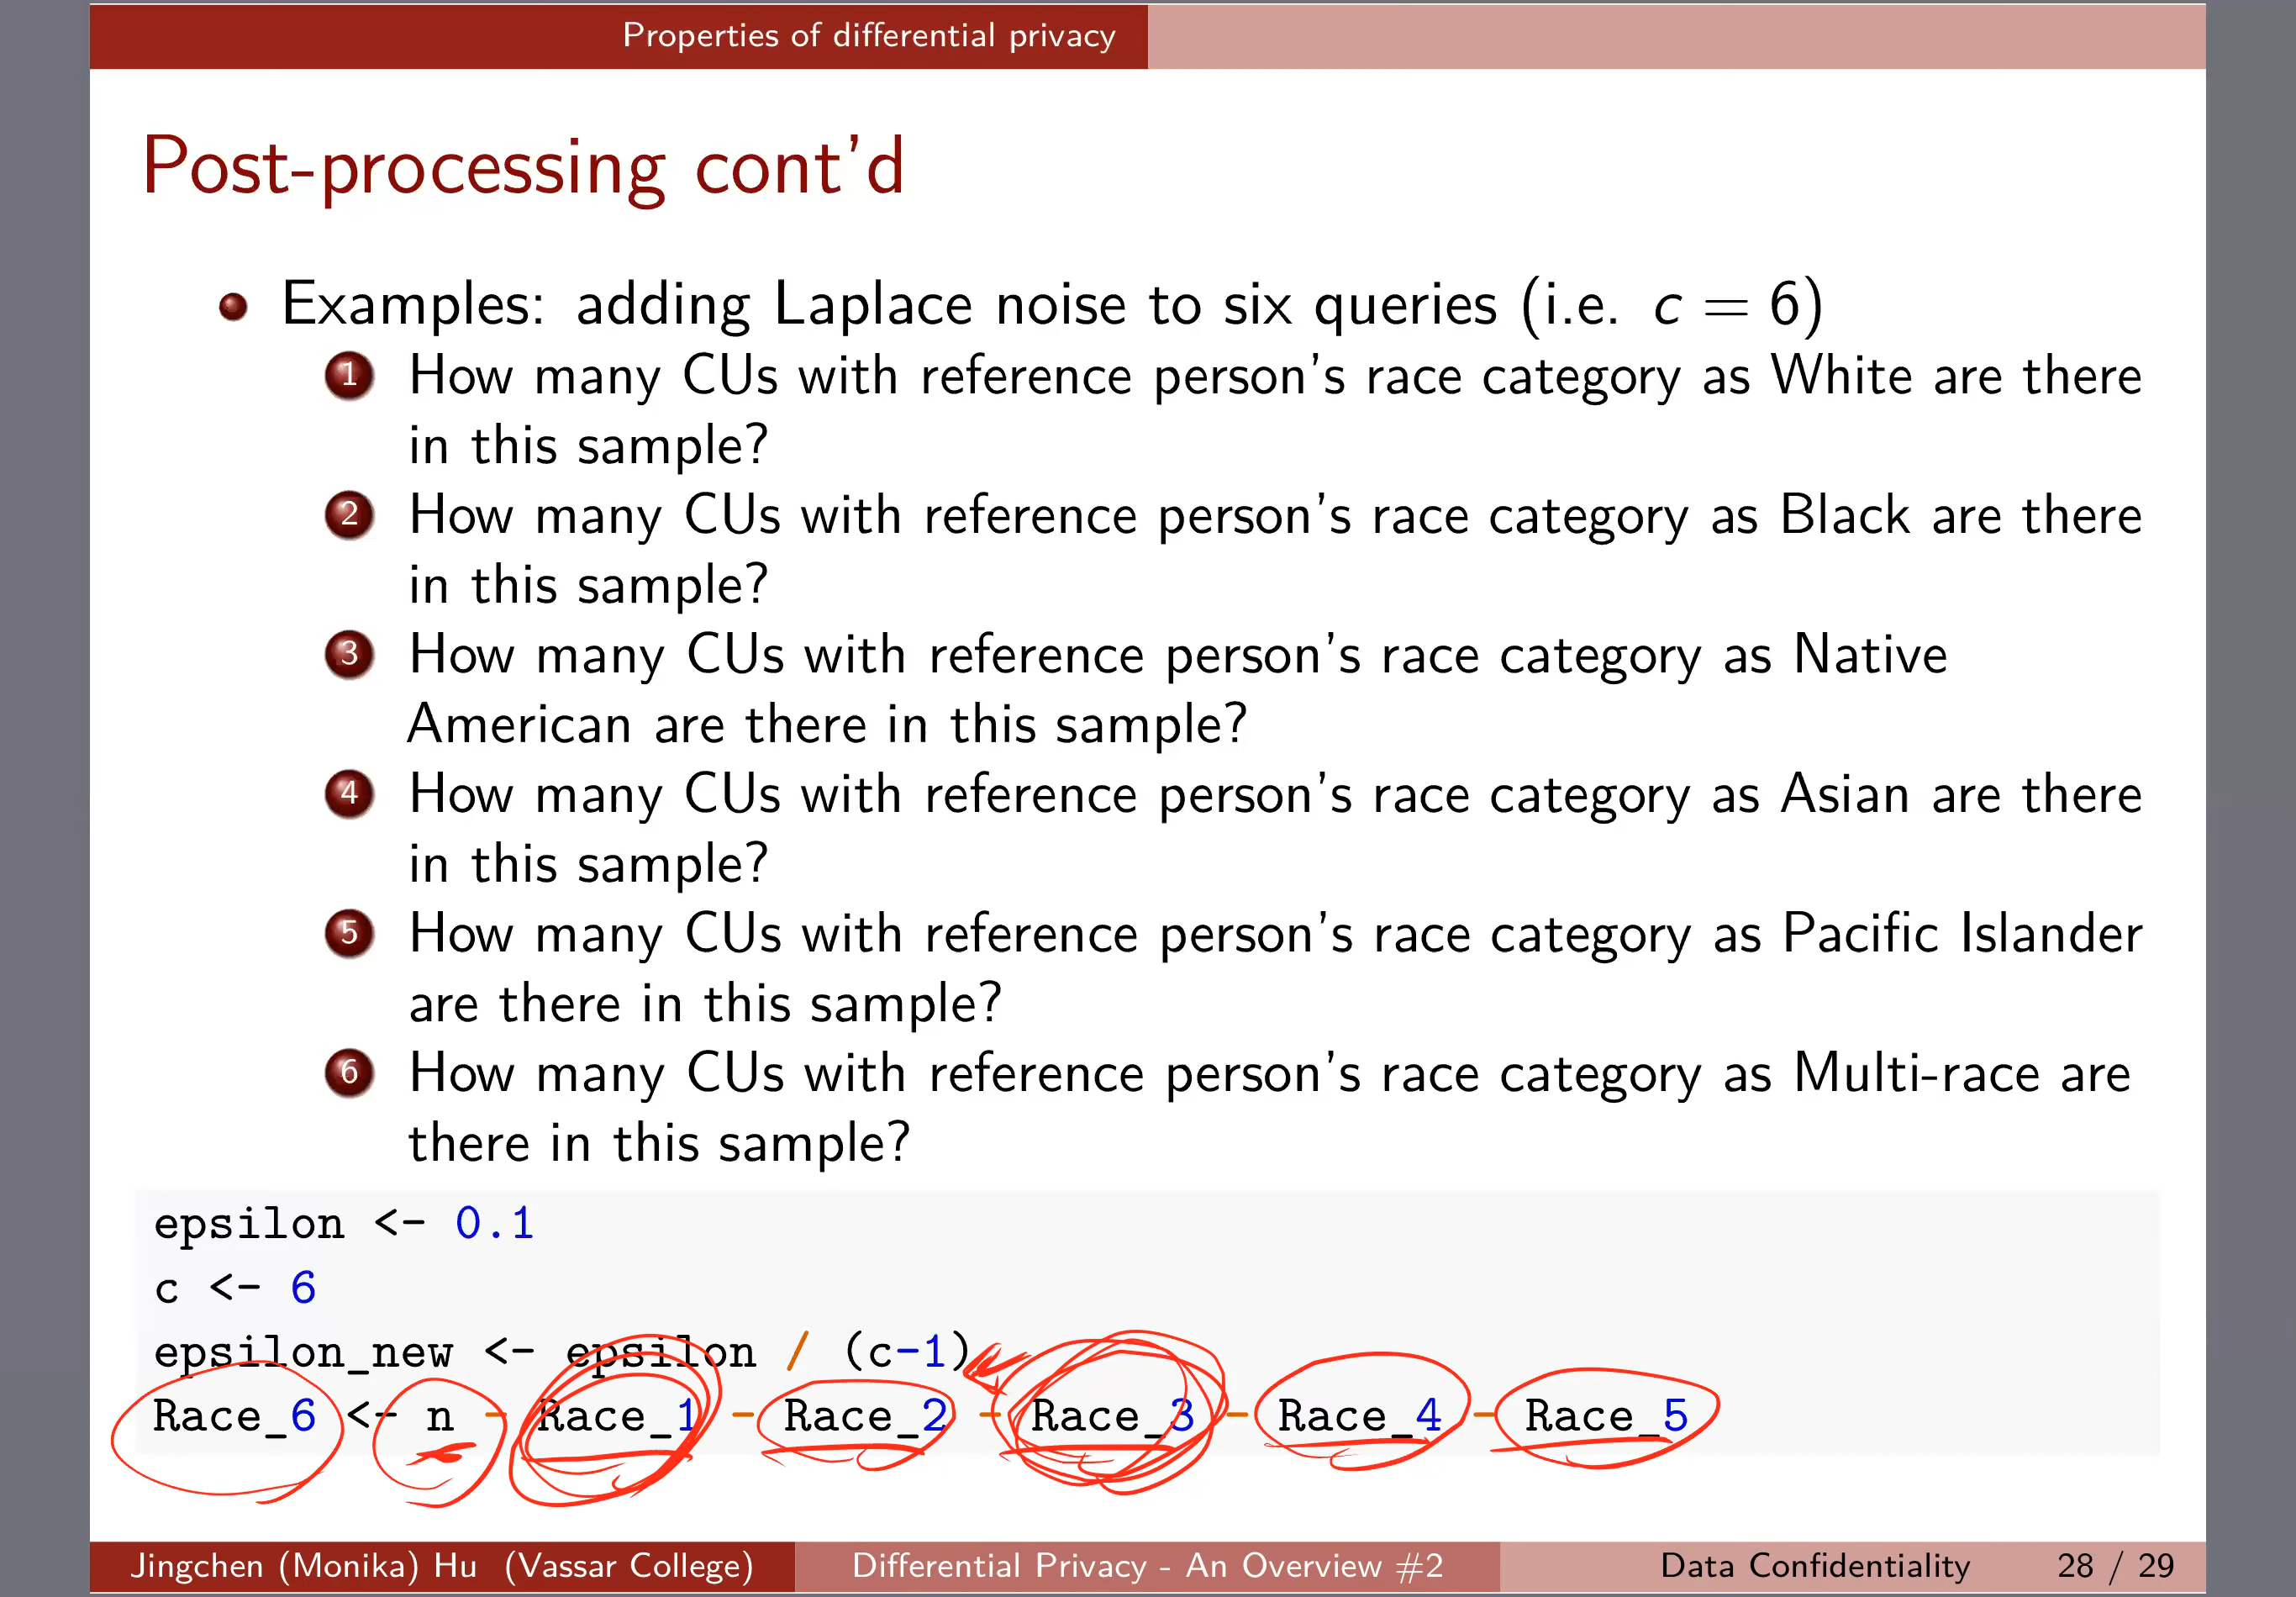 Properties of differential privacy
Post-processing cont'd
Examples: adding Laplace noise to six queries (i.e. c = 6)
1 How many CUs with reference person's race category as White are there
in this sample?
2 How many CUs with reference person's race category as Black are there
in this sample?
3 How many CUs with reference person's race category as Native
American are there in this sample?
4 How many CUs with reference person's race category as Asian are there
in this sample?
5 How many CUs with reference person's race category as Pacific Islander
are there in this sample?
6 How many CUs with reference person's race category as Multi-race are
there in this sample?
epsilon <- 0.1
c <- 6
epsilon_new <- epsilon / (c-1)
Race_6 <- n - Race_1 - Race_2 - Race_3 - Race_4 - Race_5
Jingchen (Monika) Hu (Vassar College) Differential Privacy - An Overview #2 Data Confidentiality 28 / 29